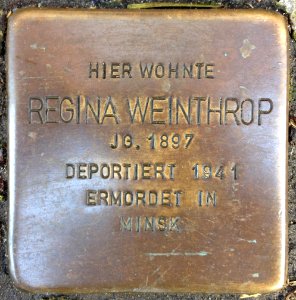 HIER WOHNTE
REGINA WEINTHROP
JG. 1897
DEPORTIERT 1941
ERMORDET IN
MINSK